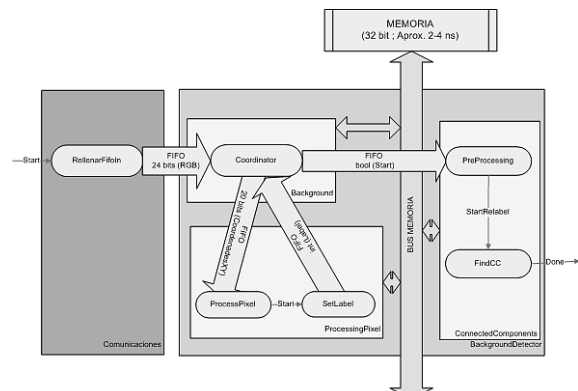 MEMORIA
(32 bit ; Aprox. 2-4 ns)
Start
RellenarFifoIn
FIFO
24 bits (RGB)
Coordinator
FIFO
bool (Start)
PreProcessing
Background
StartRelabel
FIFO
20 bits (CoordenadesXY)
FIFO
int (Label)
BUS MEMORIA
FindCC
Done
ProcessPixel
Start
SetLabel
ProcessingPixel
ConnectedComponents
Comunicaciones
BackgroundDetector